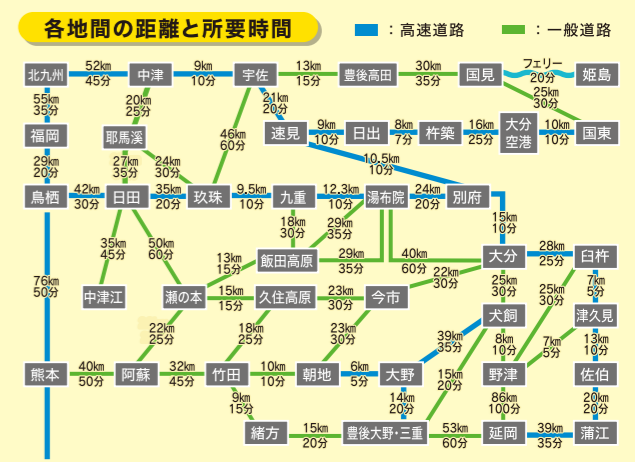 各地間の距離と所要時間
：高速道路
：一般道路
北九州
52km
45分
中津
9km
10分
宇佐
13km
15分
豊後高田
30km
35分
国見
フェリー
20分
姫島
55km
35分
20km
25分
21km
20分
25km
30分
福岡
耶馬溪
46km
60分
速見
9km
10分
日出
8km
7分
杵築
16km
25分
大分
空港
10km
10分
国東
29km
20分
27km
35分
24km
30分
10.5km
10分
鳥栖
42km
30分
日田
35km
20分
玖珠
9.5km
10分
九重
12.3km
10分
湯布院
24km
20分
別府
18km
30分
29km
35分
15km
10分
35km
45分
50km
60分
13km
15分
飯田高原
29km
35分
40km
60分
大分
28km
25分
臼杵
22km
30分
76km
50分
中津江
瀬の本
15km
15分
久住高原
23km
30分
今市
25km
30分
25km
30分
7km
5分
犬飼
津久見
22km
25分
18km
25分
23km
30分
39km
35分
8km
10分
7km
5分
13km
10分
熊本
40km
50分
阿蘇
32km
45分
竹田
10km
10分
朝地
6km
5分
大野
15km
20分
野津
佐伯
9km
15分
14km
20分
86km
100分
20km
20分
緒方
15km
20分
豊後大野・三重
53km
60分
延岡
39km
35分
蒲江